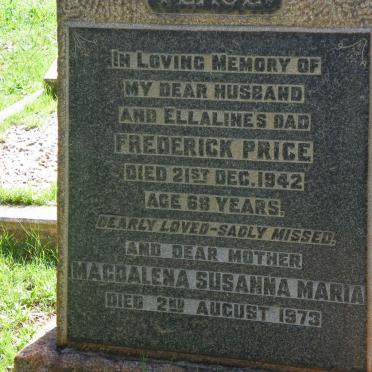 IN LOVING MEMORY OF
MY DEAR HUSBAND
AND ELLALINES DAD
FREDERICK PRICE
DIED 21ST DEC. 1942
AGE 68 YEARS.
DEARLY LOVED-SADLY MISSED.
AND DEAR MOTHER
MAGDALENA SUSANNA MARIA
DIED 2ND AUGUST 1973